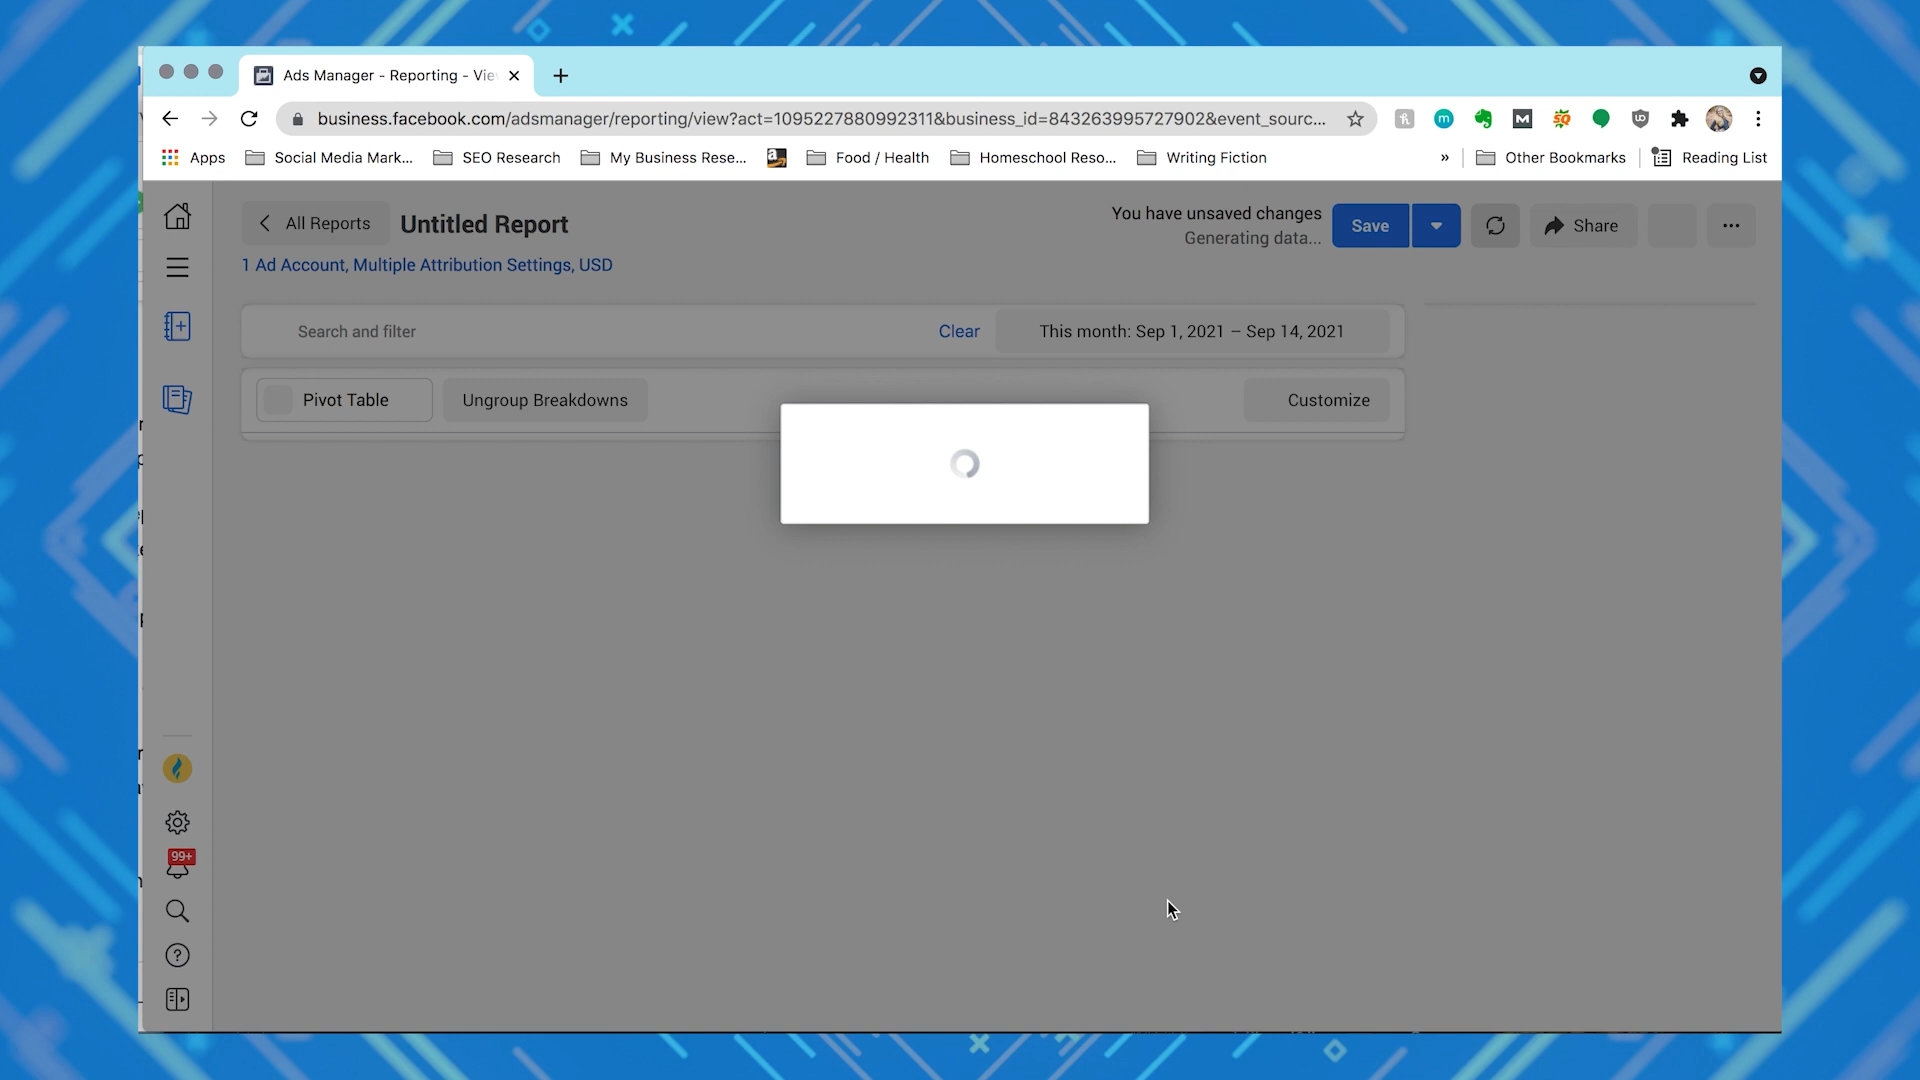 Ads Manager - Reporting - Vie
business.facebook.com/adsmanager/reporting/view?act=1095227880992311&business_id=843263995727902&event_sourc...
Apps
Social Media Mark...
SEO Research
My Business Rese...
Food / Health
Homeschool Reso...
Writing Fiction
»
Other Bookmarks
Reading List
All Reports
Untitled Report
You have unsaved changes
Generating data...
Save
Share
1 Ad Account, Multiple Attribution Settings, USD
Search and filter
Clear
This month: Sep 1, 2021 – Sep 14, 2021
Pivot Table
Ungroup Breakdowns
Customize
99+